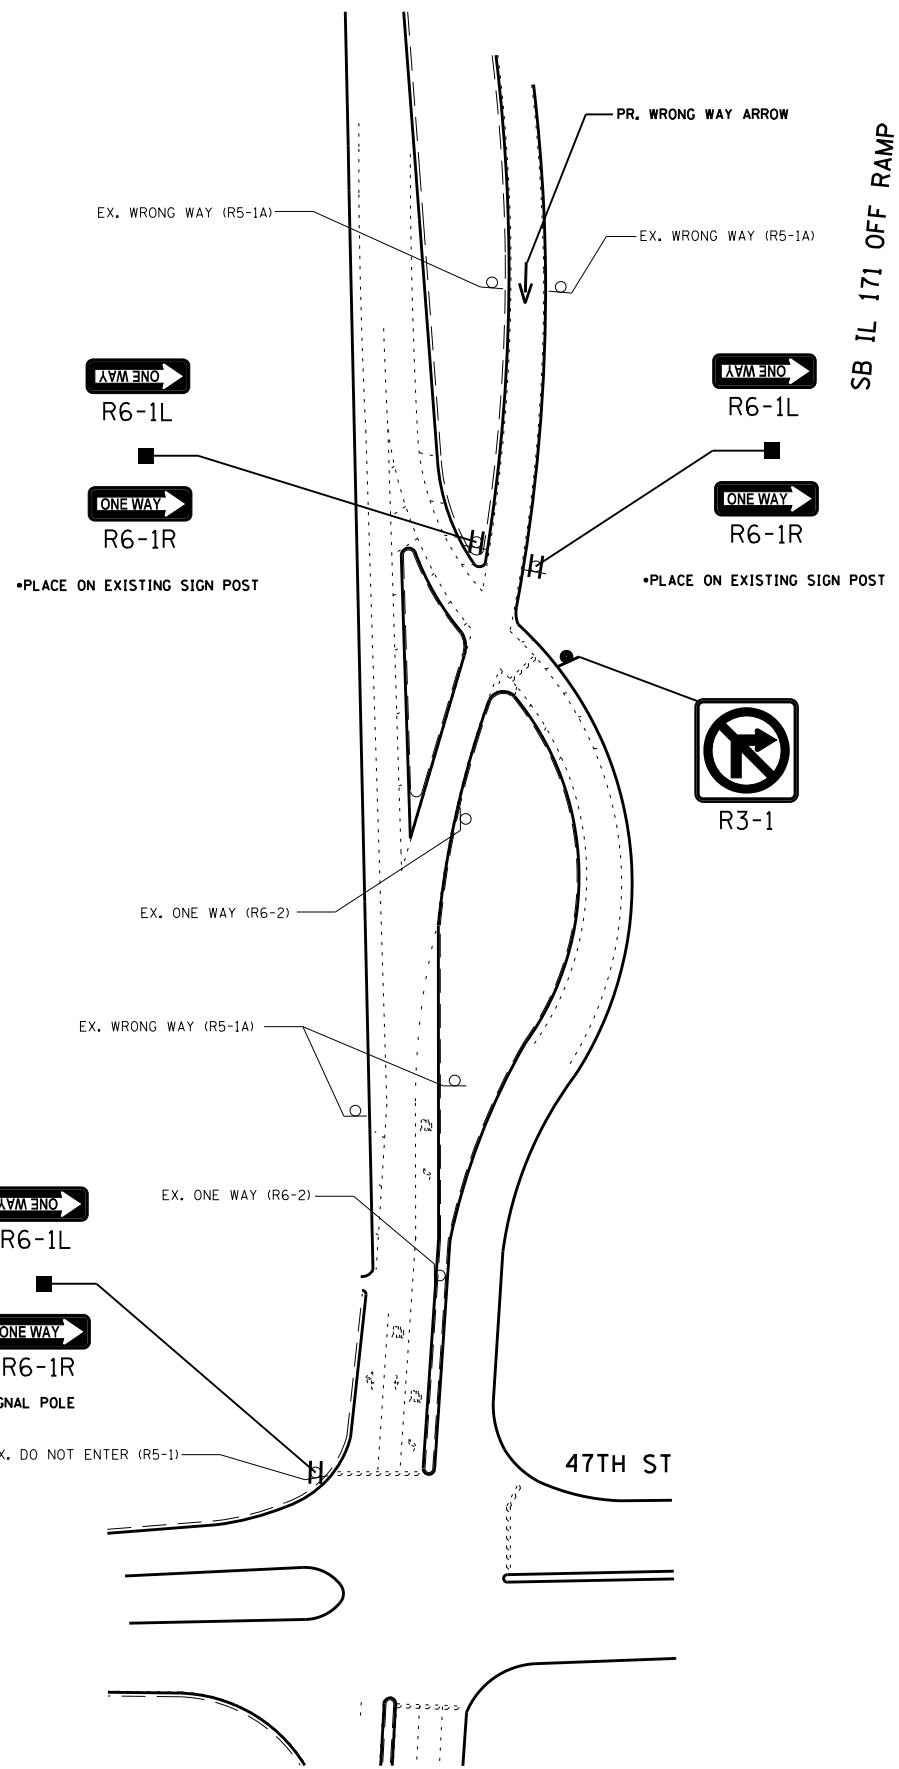 PR. WRONG WAY ARROW
SB IL 171 OFF RAMP
EX. WRONG WAY (R5-1A)
EX. WRONG WAY (R5-1A)
ONE WAY
R6-1L
ONE WAY
R6-1R
*PLACE ON EXISTING SIGN POST
ONE WAY
R6-1L
ONE WAY
R6-1R
*PLACE ON EXISTING SIGN POST
R3-1
EX. ONE WAY (R6-2)
EX. WRONG WAY (R5-1A)
EX. ONE WAY (R6-2)
ONE WAY
R6-1L
ONE WAY
R6-1R
GNAL POLE
X. DO NOT ENTER (R5-1)
47TH ST